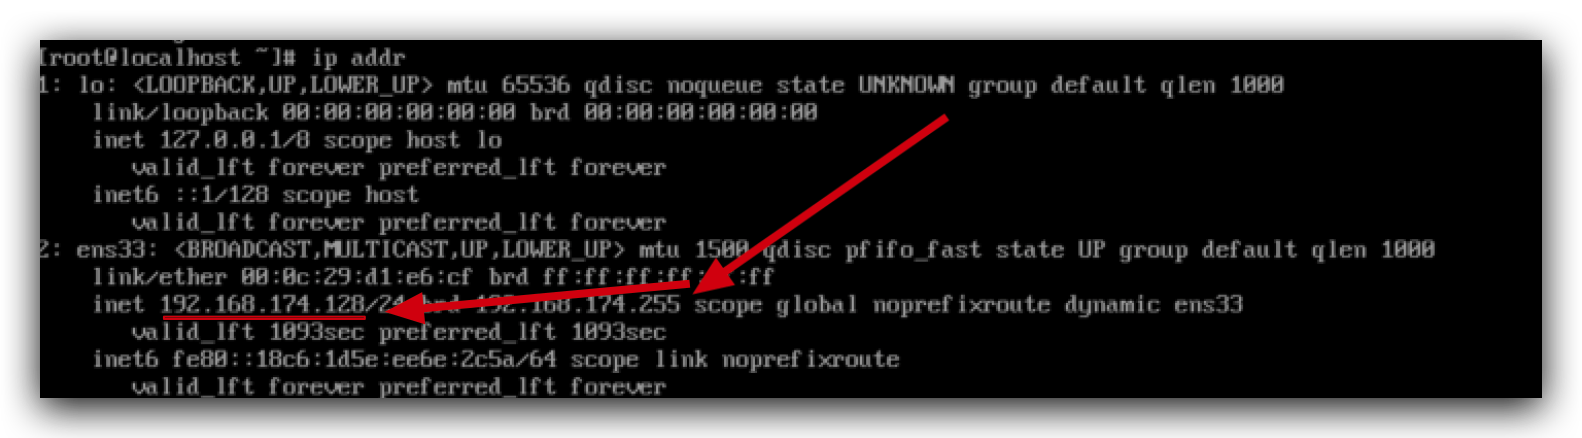 [root@localhost ~]# ip addr
1: lo: <LOOPBACK,UP,LOWER_UP> mtu 65536 qdisc noqueue state UNKNOWN group default qlen 1000
link/loopback 00:00:00:00:00:00 brd 00:00:00:00:00:00
inet 127.0.0.1/8 scope host lo
valid_lft forever preferred_lft forever
inet6 ::1/128 scope host
valid_lft forever preferred_lft forever
2: ens33: <BROADCAST,MULTICAST,UP,LOWER_UP> mtu 1500 qdisc pfifo_fast state UP group default qlen 1000
link/ether 00:0c:29:d1:e6:cf brd ff:ff:ff:ff:ff:ff
inet 192.168.174.128/24 brd 192.168.174.255 scope global noprefixroute dynamic ens33
valid_lft 1093sec preferred_lft 1093sec
inet6 fe80::18c6:1d5e:ee6e:2c5a/64 scope link noprefixroute
valid_lft forever preferred_lft forever